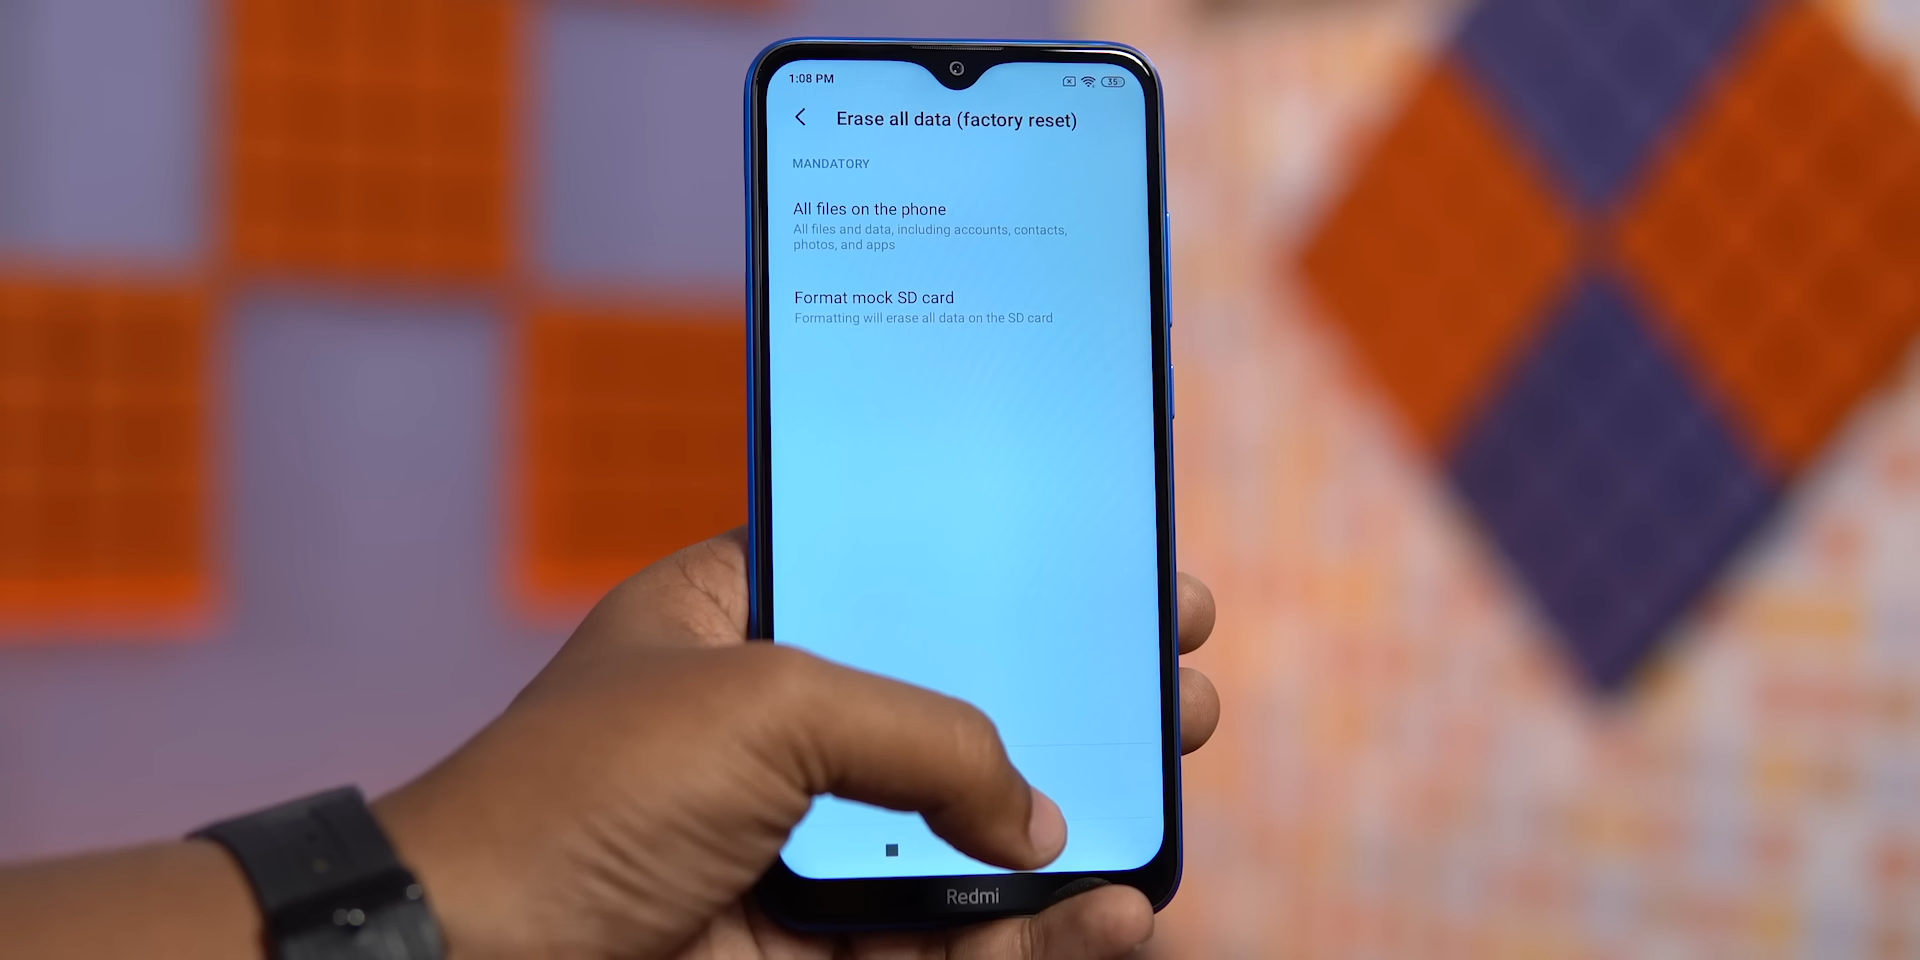 1:08 PM
35
Erase all data (factory reset)
MANDATORY
All files on the phone
All files and data, including accounts, contacts,
photos, and apps
Format mock SD card
Formatting will erase all data on the SD card
Redmi